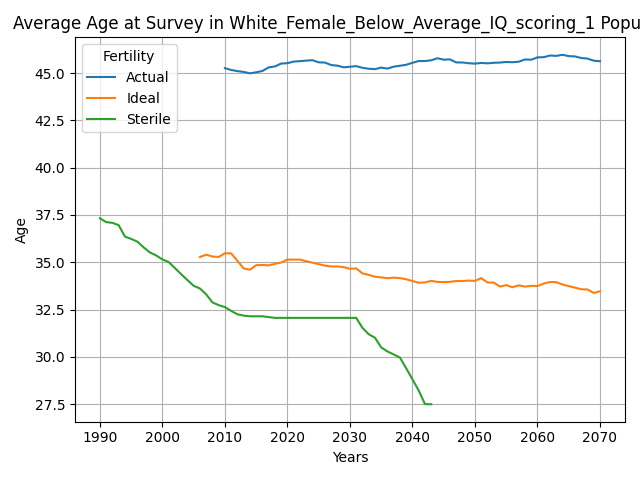 Average Age at Survey in White_Female_Below_Average_IQ_scoring_1 Popu
Fertility
Actual
Ideal
Sterile
Age
45.0
42.5
40.0
37.5
35.0
32.5
30.0
27.5
1990 2000 2010 2020 2030 2040 2050 2060 2070
Years